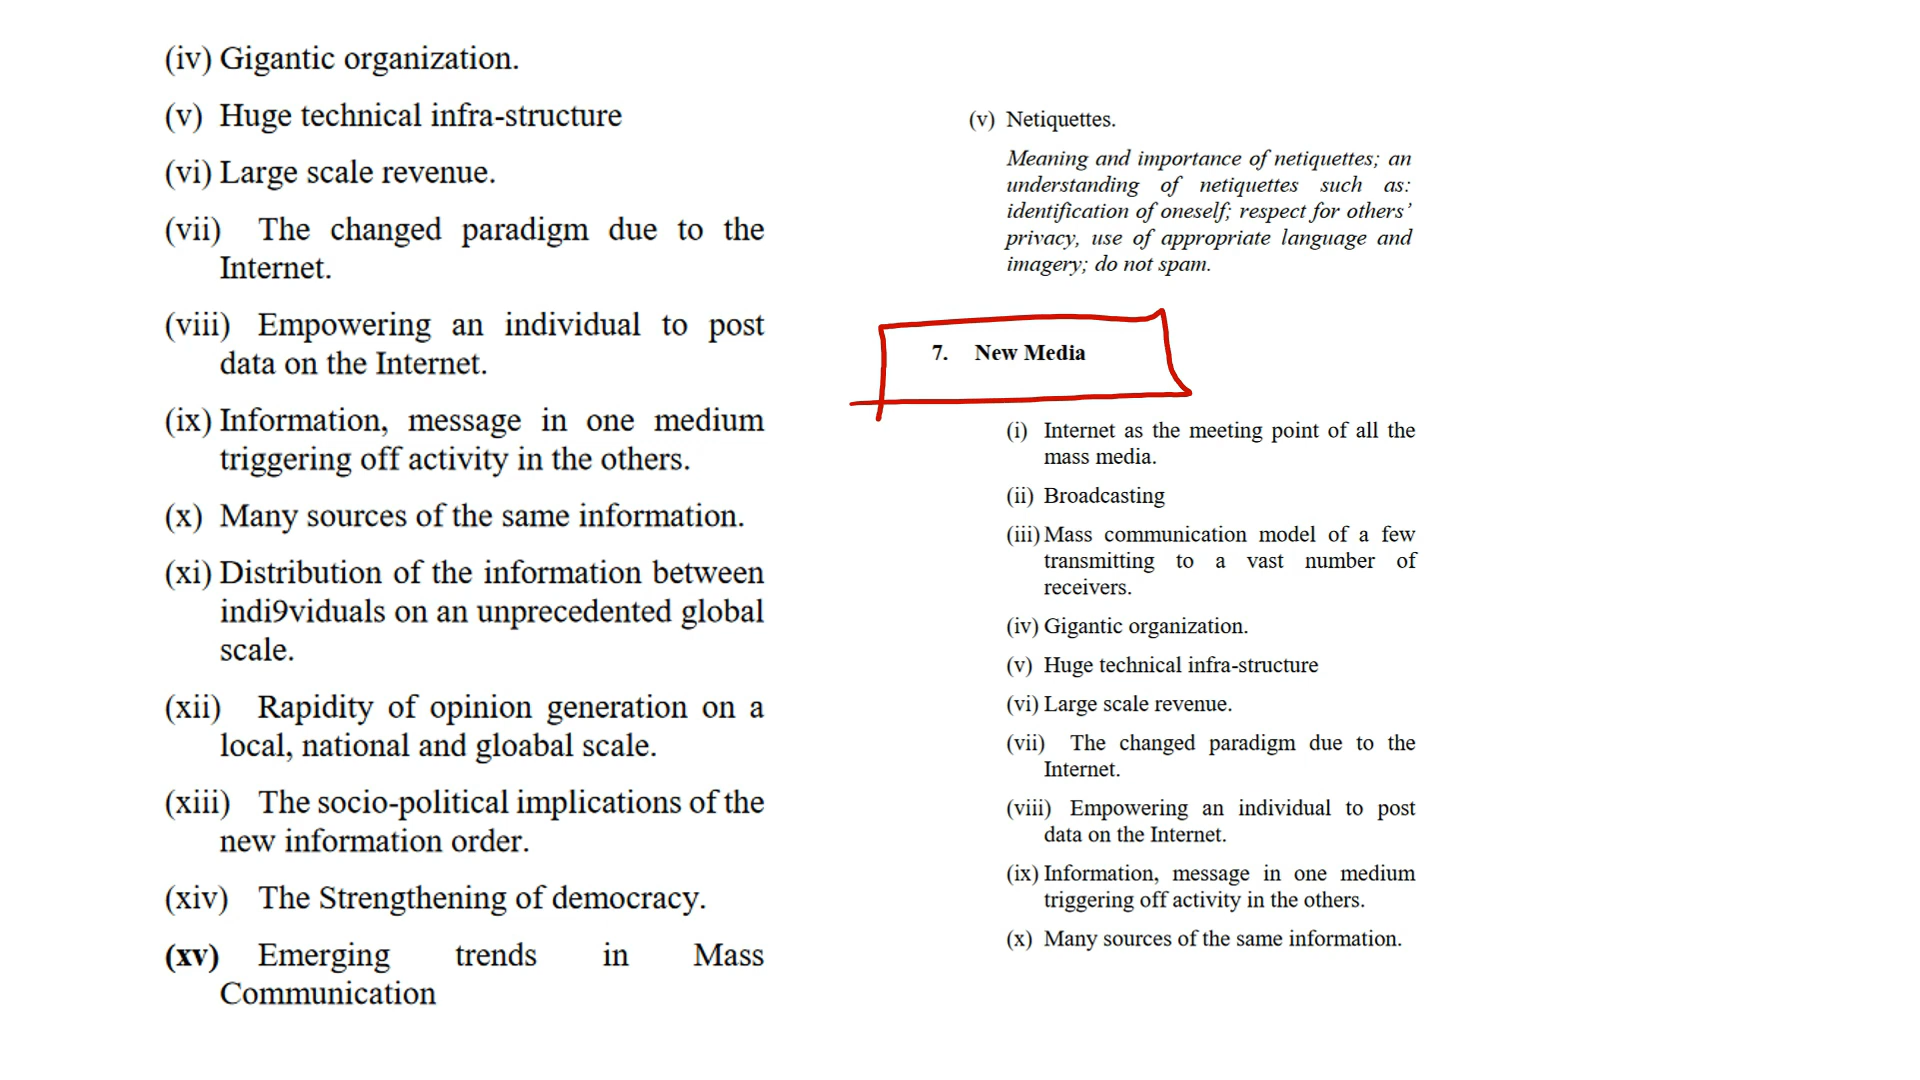 (iv) Gigantic organization.
(v) Huge technical infra-structure
(vi) Large scale revenue.
(vii) The changed paradigm due to the
Internet.
(viii) Empowering an individual to post
data on the Internet.
(ix) Information, message in one medium
triggering off activity in the others.
(x) Many sources of the same information.
(xi) Distribution of the information between
indi9viduals on an unprecedented global
scale.
(xii) Rapidity of opinion generation on a
local, national and gloabal scale.
(xiii) The socio-political implications of the
new information order.
(xiv) The Strengthening of democracy.
(xv) Emerging trends in Mass
Communication
(v) Netiquettes.
Meaning and importance of netiquettes; an
understanding of netiquettes such as:
identification of oneself; respect for others'
privacy, use of appropriate language and
imagery; do not spam.
7. New Media
(i) Internet as the meeting point of all the
mass media.
(ii) Broadcasting
(iii) Mass communication model of a few
transmitting to a vast number of
receivers.
(iv) Gigantic organization.
(v) Huge technical infra-structure
(vi) Large scale revenue.
(vii) The changed paradigm due to the
Internet.
(viii) Empowering an individual to post
data on the Internet.
(ix) Information, message in one medium
triggering off activity in the others.
(x) Many sources of the same information.